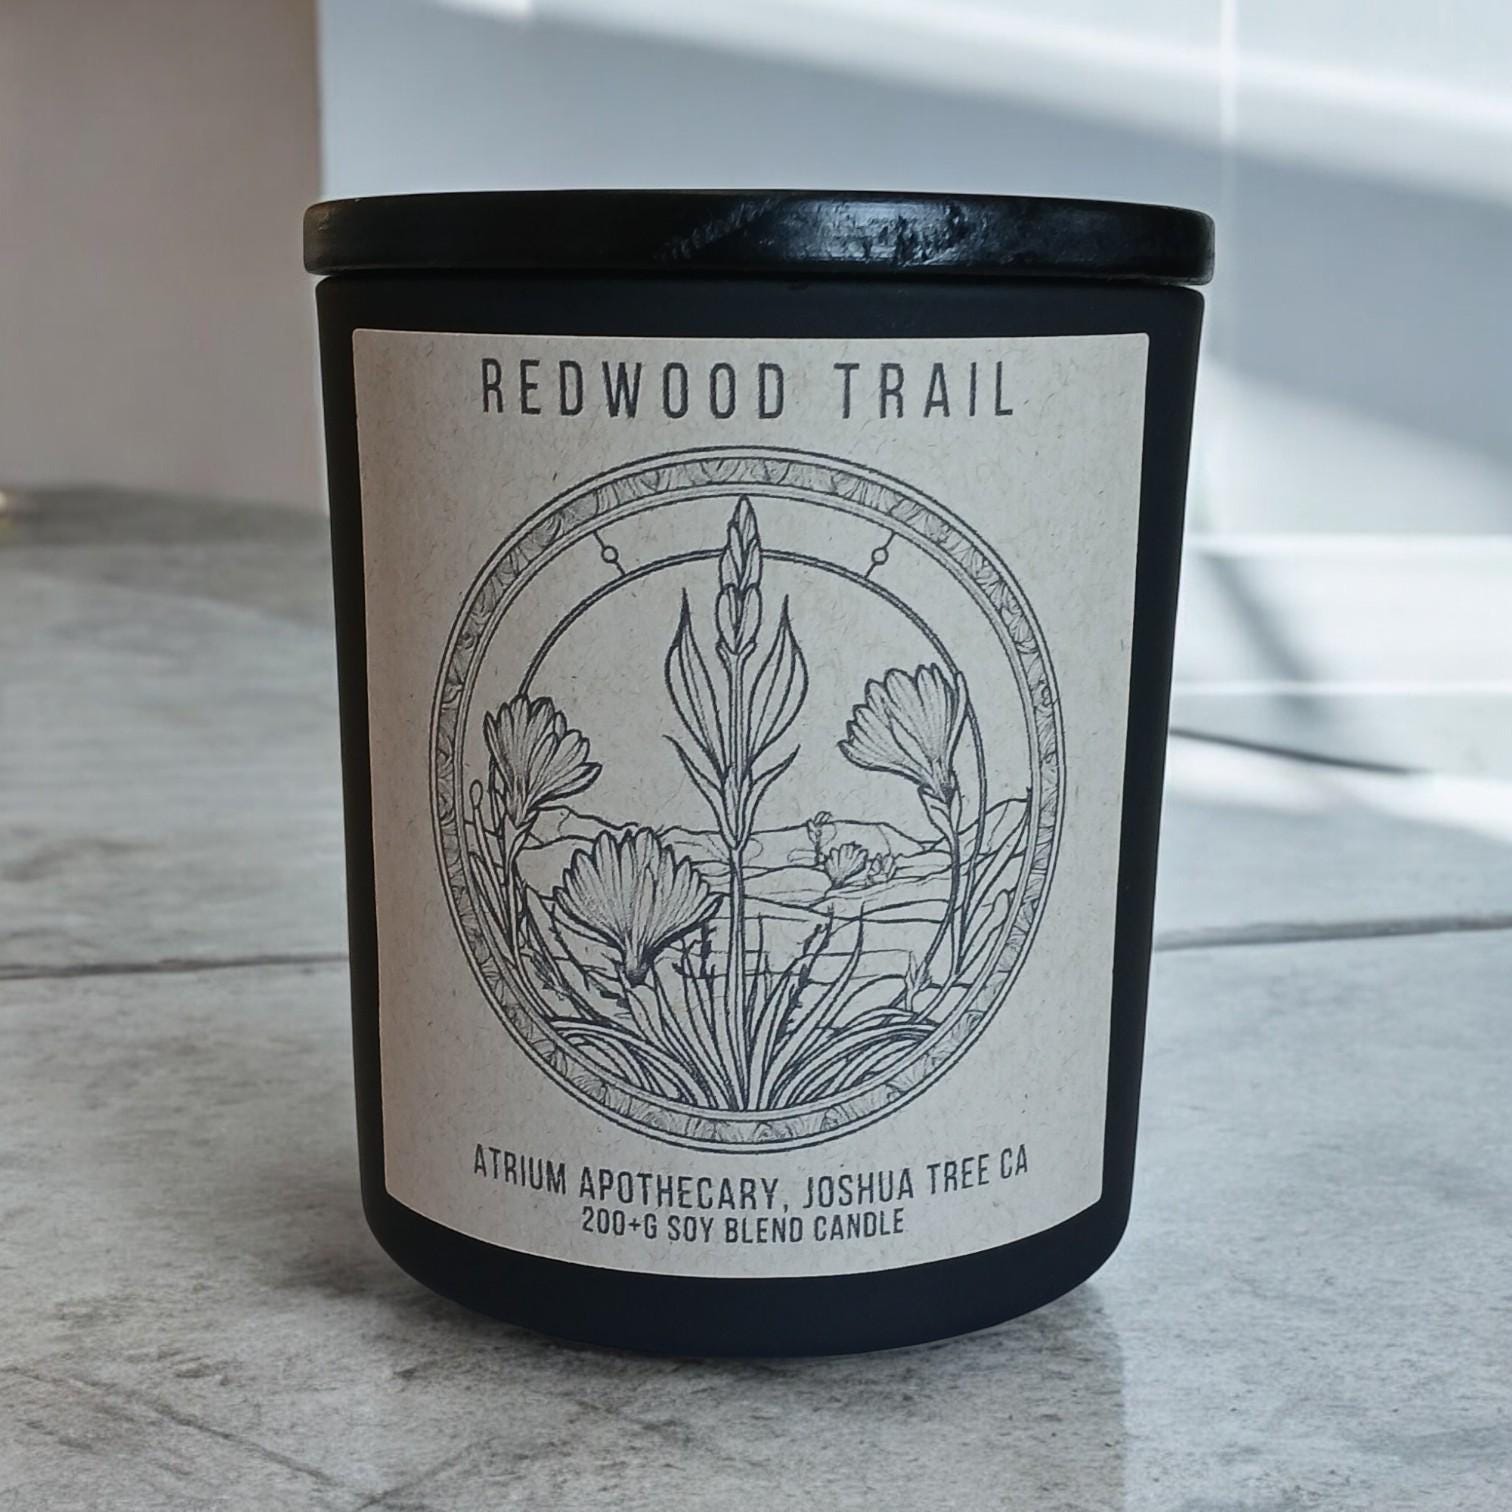 REDWOOD TRAIL
ATRIUM APOTHECARY, JOSHUA TREE CA
200+G SOY BLEND CANDLE